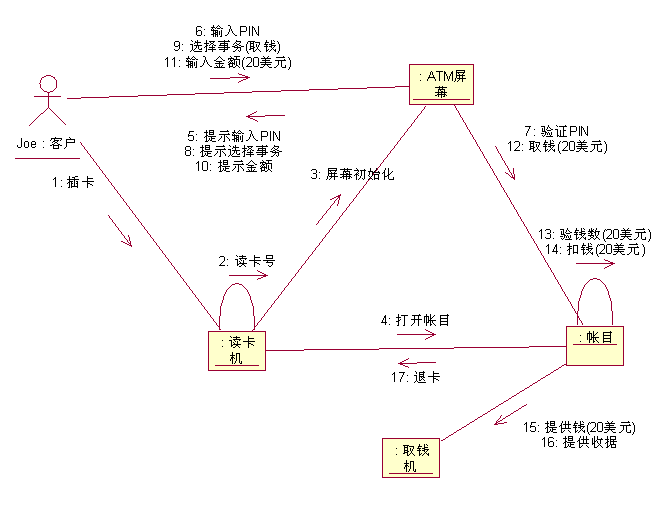 6: 输入PIN
9: 选择事务(取钱)
11: 输入金额(20美元)
: ATM屏
幕
Joe : 客户
5: 提示输入PIN
8: 提示选择事务
10: 提示金额
7: 验证PIN
12: 取钱(20美元)
1: 插卡
3: 屏幕初始化
2: 读卡号
13: 验钱数(20美元)
14: 扣钱(20美元)
: 读卡
机
4: 打开帐目
: 帐目
17: 退卡
15: 提供钱(20美元)
16: 提供收据
: 取钱
机